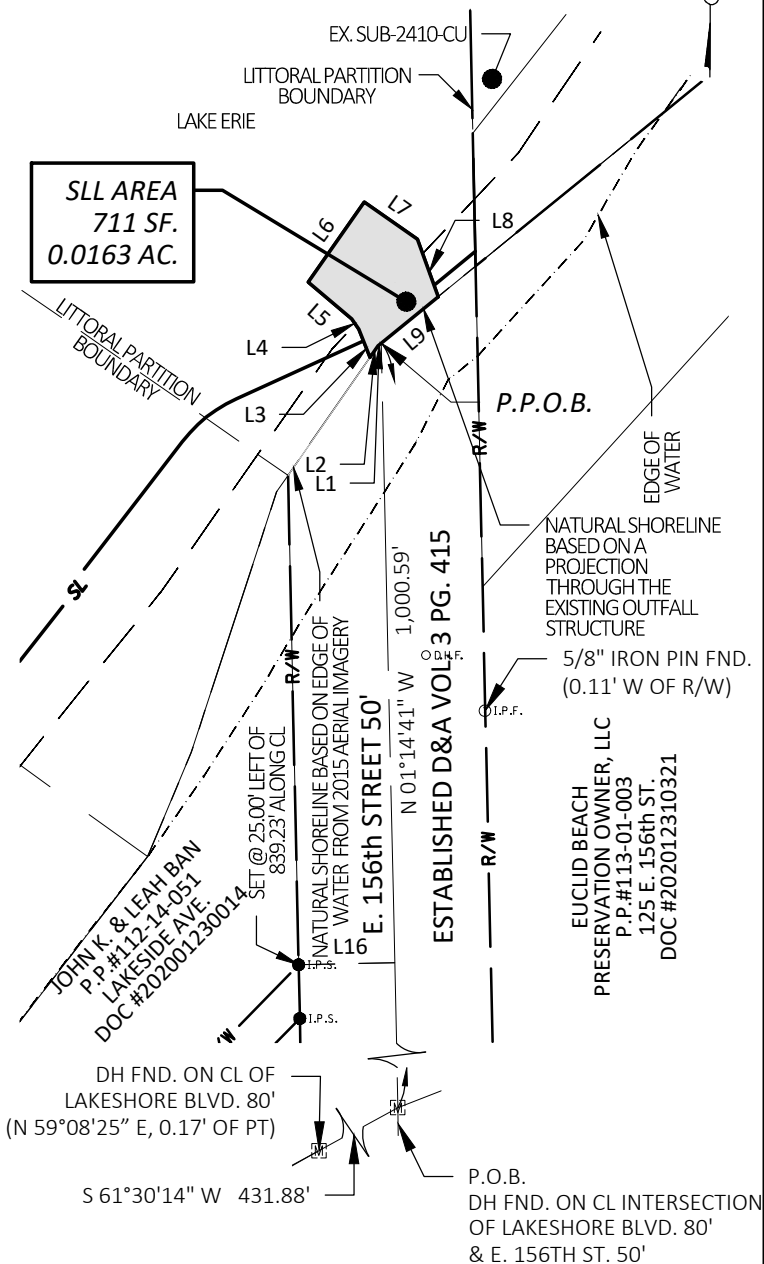 EX. SUB-2410-CU
LITTORAL PARTITION
BOUNDARY
LAKE ERIE
SLL AREA
711 SF.
0.0163 AC.
L7
L6
L8
L5
L9
L4
L3
L2
L1
LITTORAL PARTITION
BOUNDARY
P.P.O.B.
R/W
EDGE OF
WATER
NATURAL SHORELINE
BASED ON A
PROJECTION
THROUGH THE
EXISTING OUTFALL
STRUCTURE
SL
5/8" IRON PIN FND.
(0.11' W OF R/W)
D.H.F.
I.P.F.
R/W
SET @ 25.00' LEFT OF
839.23' ALONG CL
NATURAL SHORELINE BASED ON EDGE OF
WATER FROM 2015 AERIAL IMAGERY
E. 156th STREET 50'
N 01°14'41" W 1,000.59'
ESTABLISHED D&A VOL. 3 PG. 415
R/W
EUCLID BEACH
PRESERVATION OWNER, LLC
P.P.#113-01-003
125 E. 156th ST.
DOC #202012310321
JOHN K. & LEAH BAN
P.P.#112-14-051
LAKESIDE AVE.
DOC #202001230014
L16
I.P.S.
I.P.S.
/W
DH FND. ON CL OF
LAKESHORE BLVD. 80'
(N 59°08'25” E, 0.17' OF PT)
M
M
S 61°30'14" W 431.88'
P.O.B.
DH FND. ON CL INTERSECTION
OF LAKESHORE BLVD. 80'
& E. 156TH ST. 50'